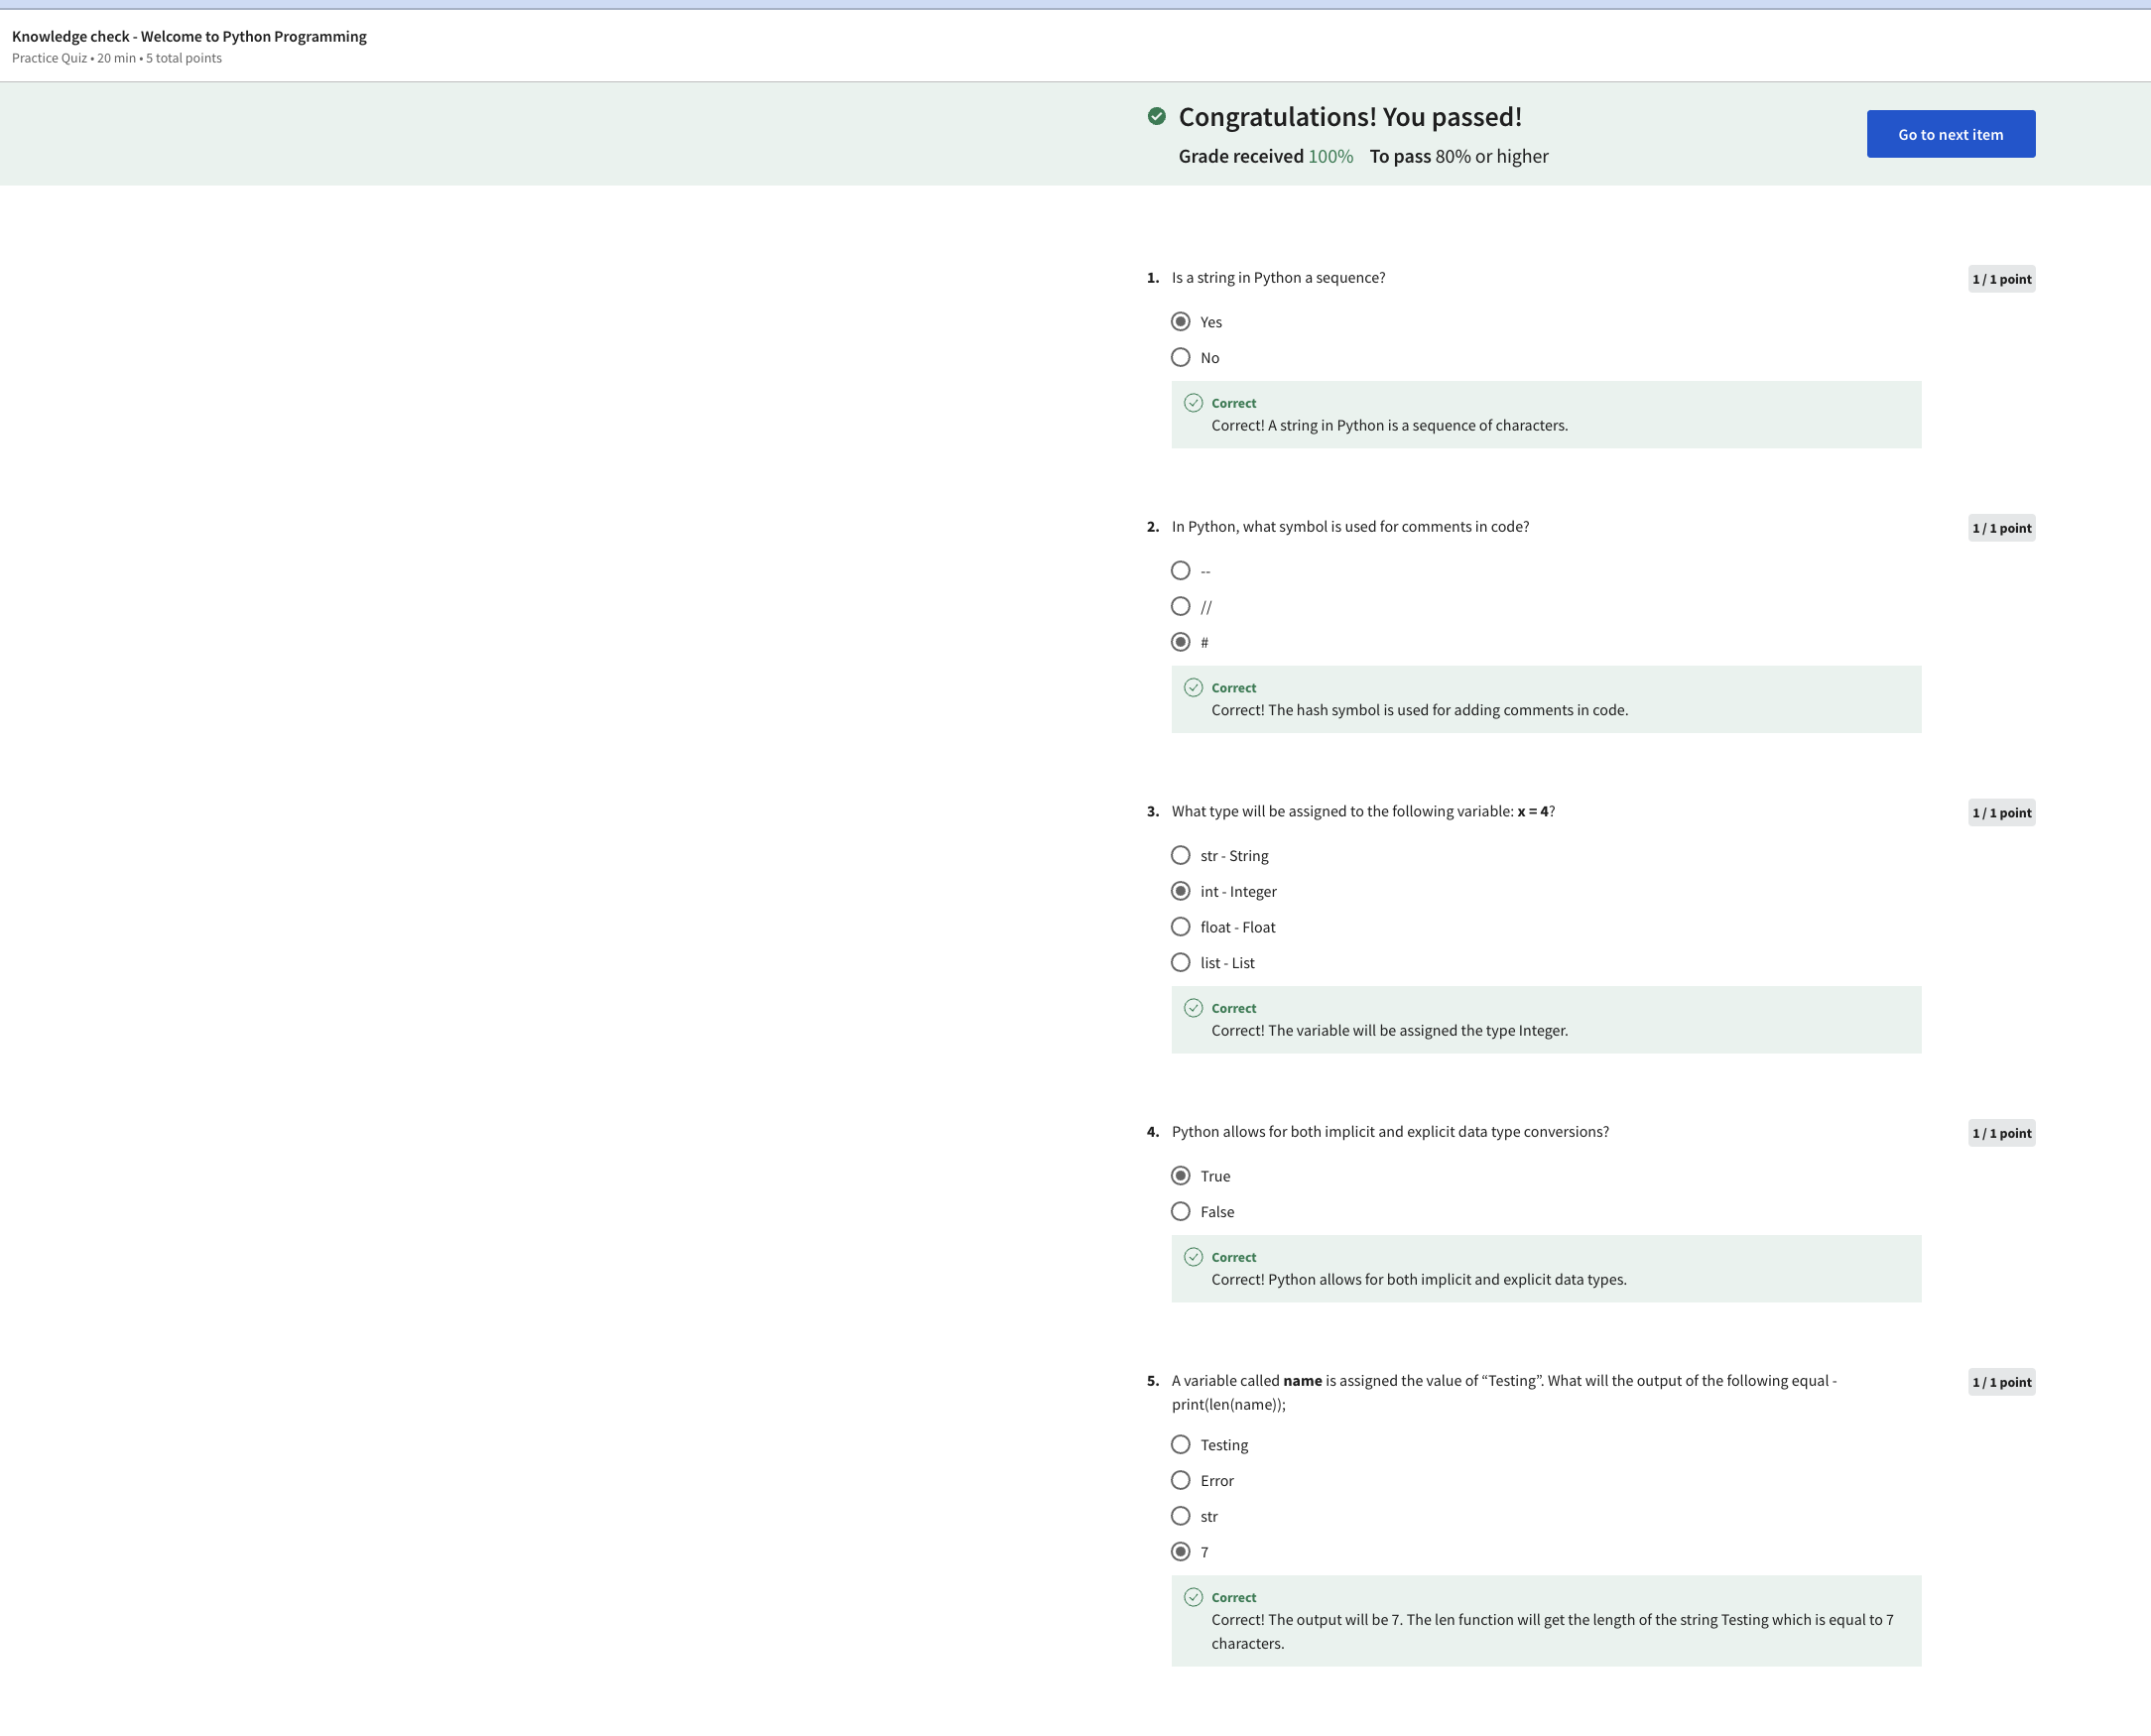 Knowledge check - Welcome to Python Programming
Practice Quiz • 20 min • 5 total points
Congratulations! You passed!
Grade received 100% To pass 80% or higher
Go to next item
1. Is a string in Python a sequence?
1 / 1 point
Yes
No
Correct
Correct! A string in Python is a sequence of characters.
2. In Python, what symbol is used for comments in code?
1 / 1 point
--
//
#
Correct
Correct! The hash symbol is used for adding comments in code.
3. What type will be assigned to the following variable: x = 4?
1 / 1 point
str - String
int - Integer
float - Float
list - List
Correct
Correct! The variable will be assigned the type Integer.
4. Python allows for both implicit and explicit data type conversions?
1 / 1 point
True
False
Correct
Correct! Python allows for both implicit and explicit data types.
5. A variable called name is assigned the value of “Testing”. What will the output of the following equal -
1 / 1 point
print(len(name));
Testing
Error
str
7
Correct
Correct! The output will be 7. The len function will get the length of the string Testing which is equal to 7
characters.